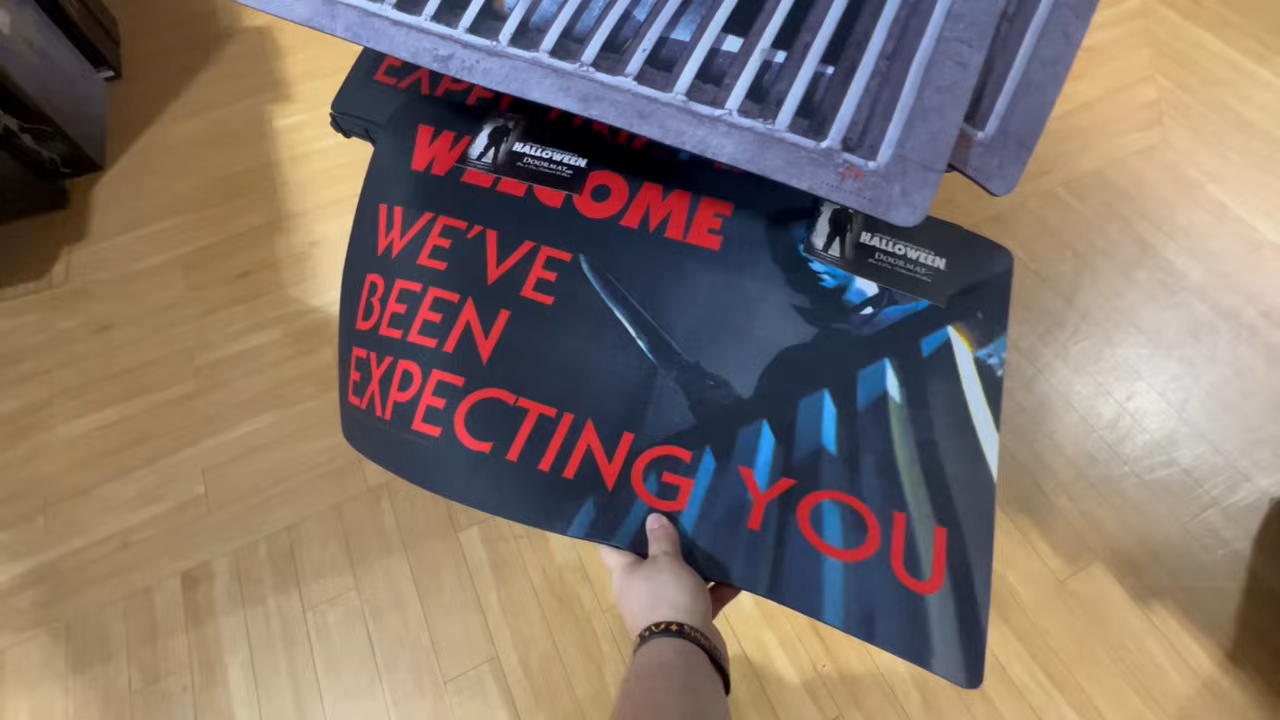 WELCOME
HALLOWEEN
DOORMAT
HALLOWEEN
DOORMAT
WE'VE
BEEN
EXPECTING YOU